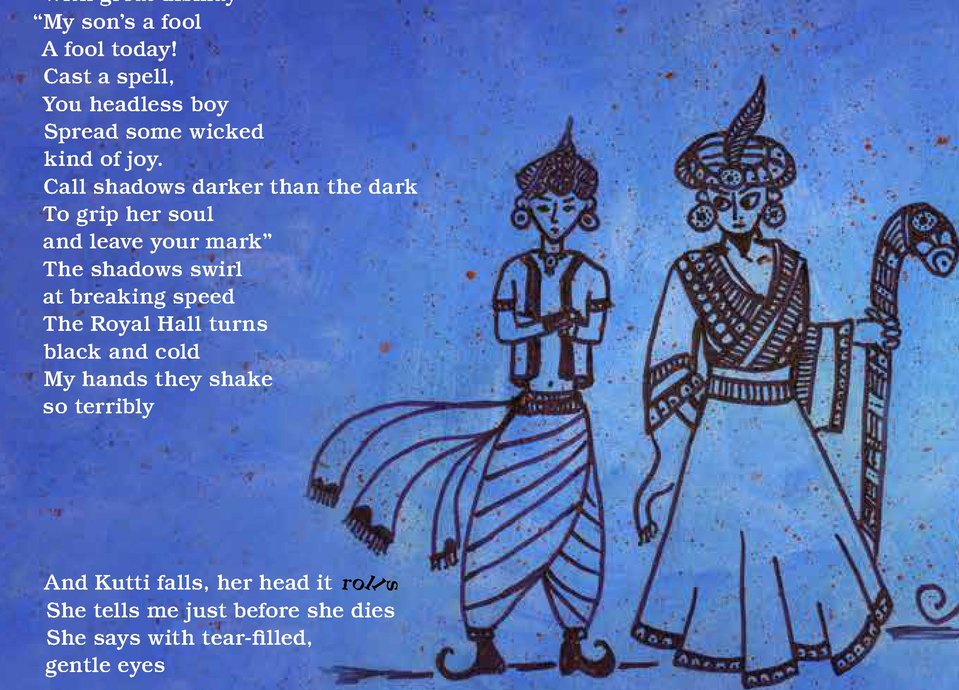 “My son’s a fool
A fool today!
Cast a spell,
You headless boy
Spread some wicked
kind of joy.
Call shadows darker than the dark
To grip her soul
and leave your mark”
The shadows swirl
at breaking speed
The Royal Hall turns
black and cold
My hands they shake
so terribly
And Kutti falls, her head it rolls
She tells me just before she dies
She says with tear-filled,
gentle eyes